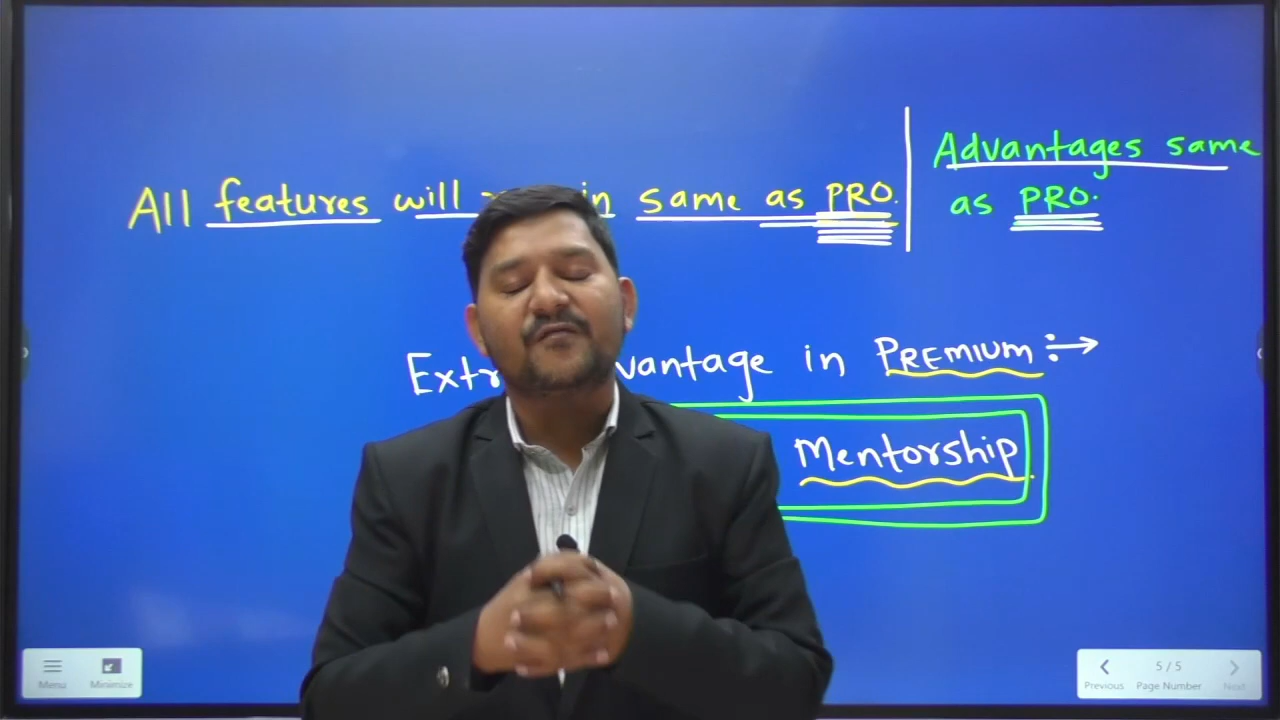 All features will in same as PRO.
Advantages same
as PRO.
in PREMIUM :→
Mentorship
Menu
Minimize
5 / 5
Previous
Page Number
Next